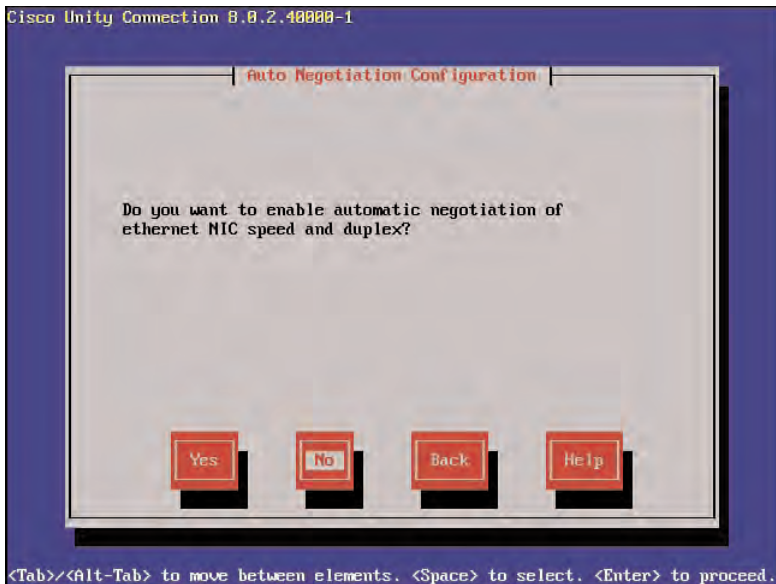 Cisco Unity Connection 8.0.2.40000-1
Auto Negotiation Configuration
Do you want to enable automatic negotiation of
ethernet NIC speed and duplex?
Yes No Back Help
<Tab>/<Alt-Tab> to move between elements. <Space> to select. <Enter> to proceed.